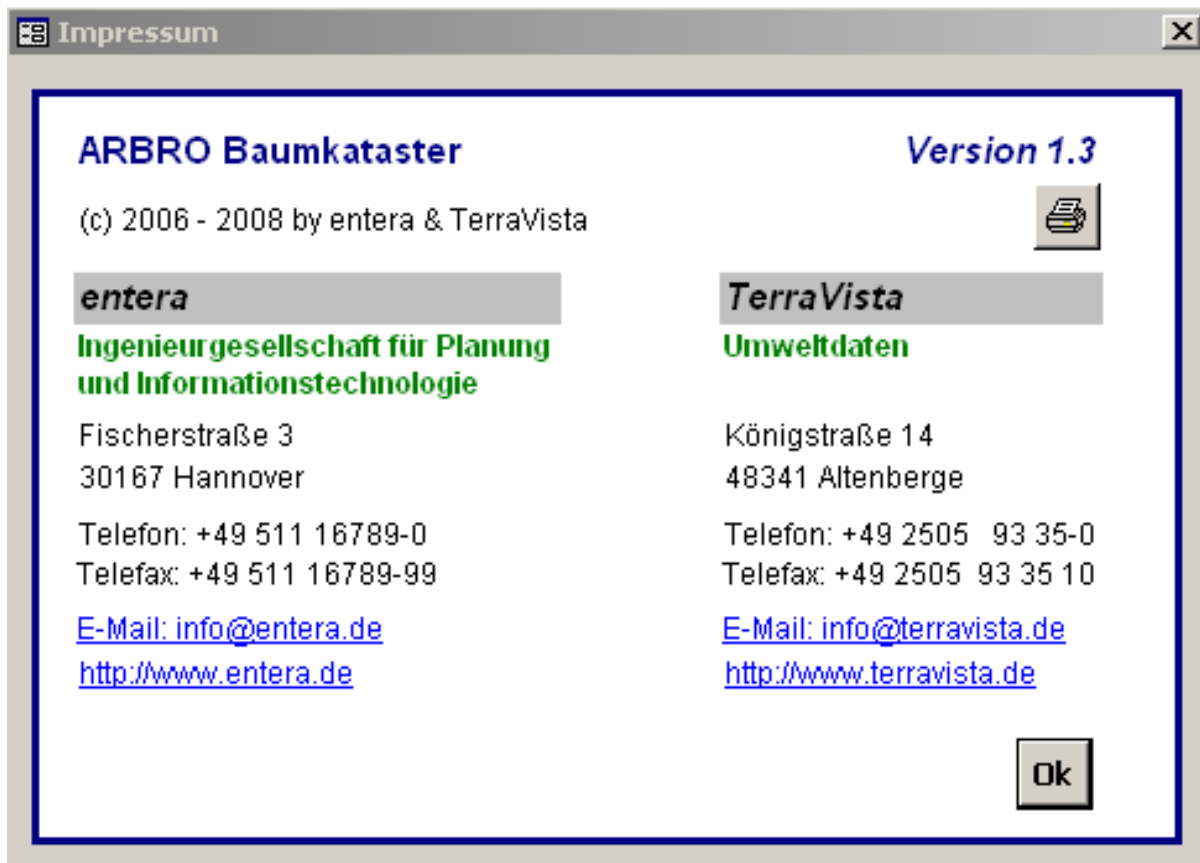 Impressum
ARBRO Baumkataster
Version 1.3
(c) 2006 - 2008 by entera & TerraVista
entera
Ingenieurgesellschaft für Planung
und Informationstechnologie
Fischerstraße 3
30167 Hannover
Telefon: +49 511 16789-0
Telefax: +49 511 16789-99
E-Mail: info@entera.de
http://www.entera.de
TerraVista
Umweltdaten
Königstraße 14
48341 Altenberge
Telefon: +49 2505 93 35-0
Telefax: +49 2505 93 35 10
E-Mail: info@terravista.de
http://www.terravista.de
Ok